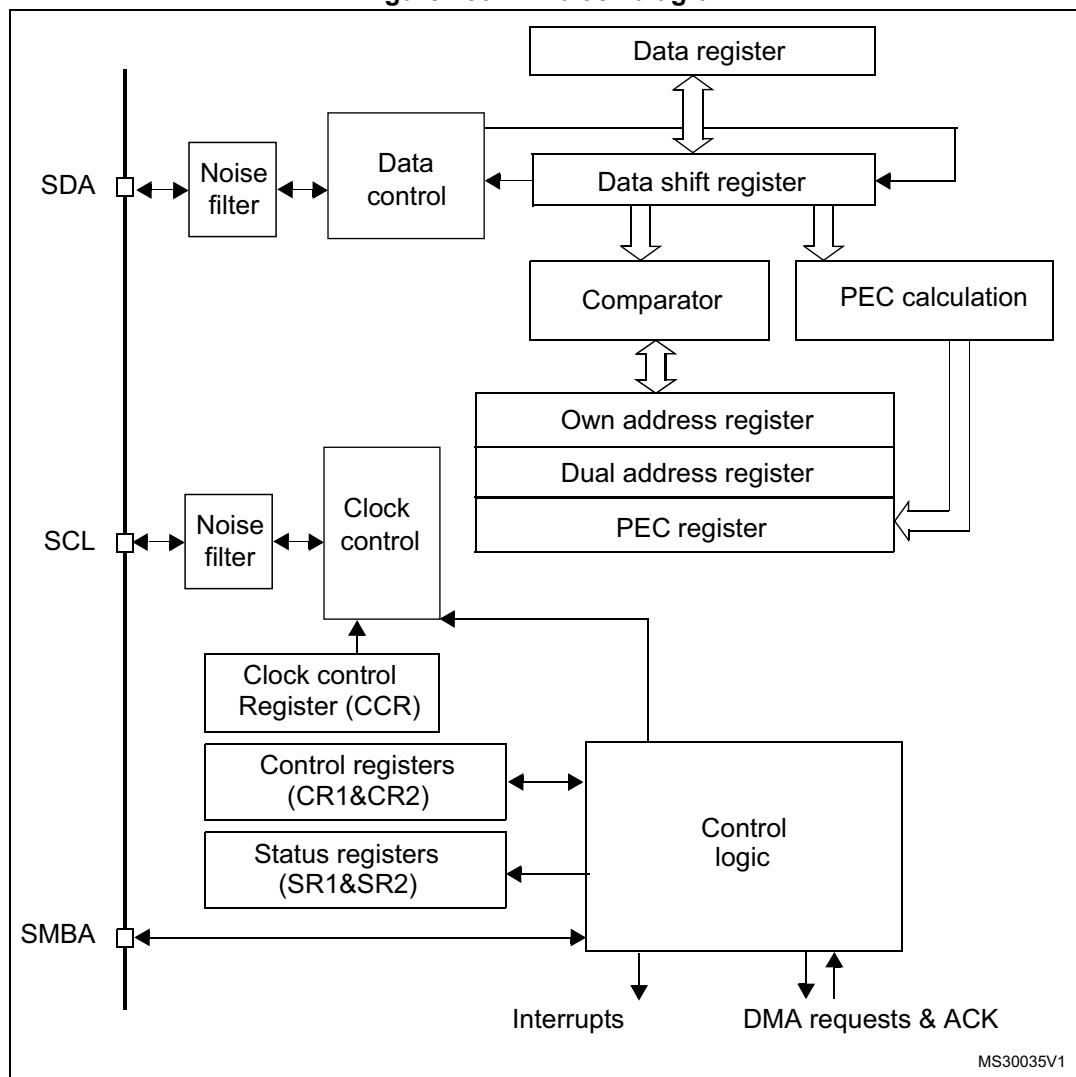 Data register
SDA
Noise
filter
Data
control
Data shift register
Comparator
PEC calculation
Own address register
Dual address register
PEC register
SCL
Noise
filter
Clock
control
Clock control
Register (CCR)
Control registers
(CR1&CR2)
Status registers
(SR1&SR2)
Control
logic
SMBA
Interrupts
DMA requests & ACK
MS30035V1